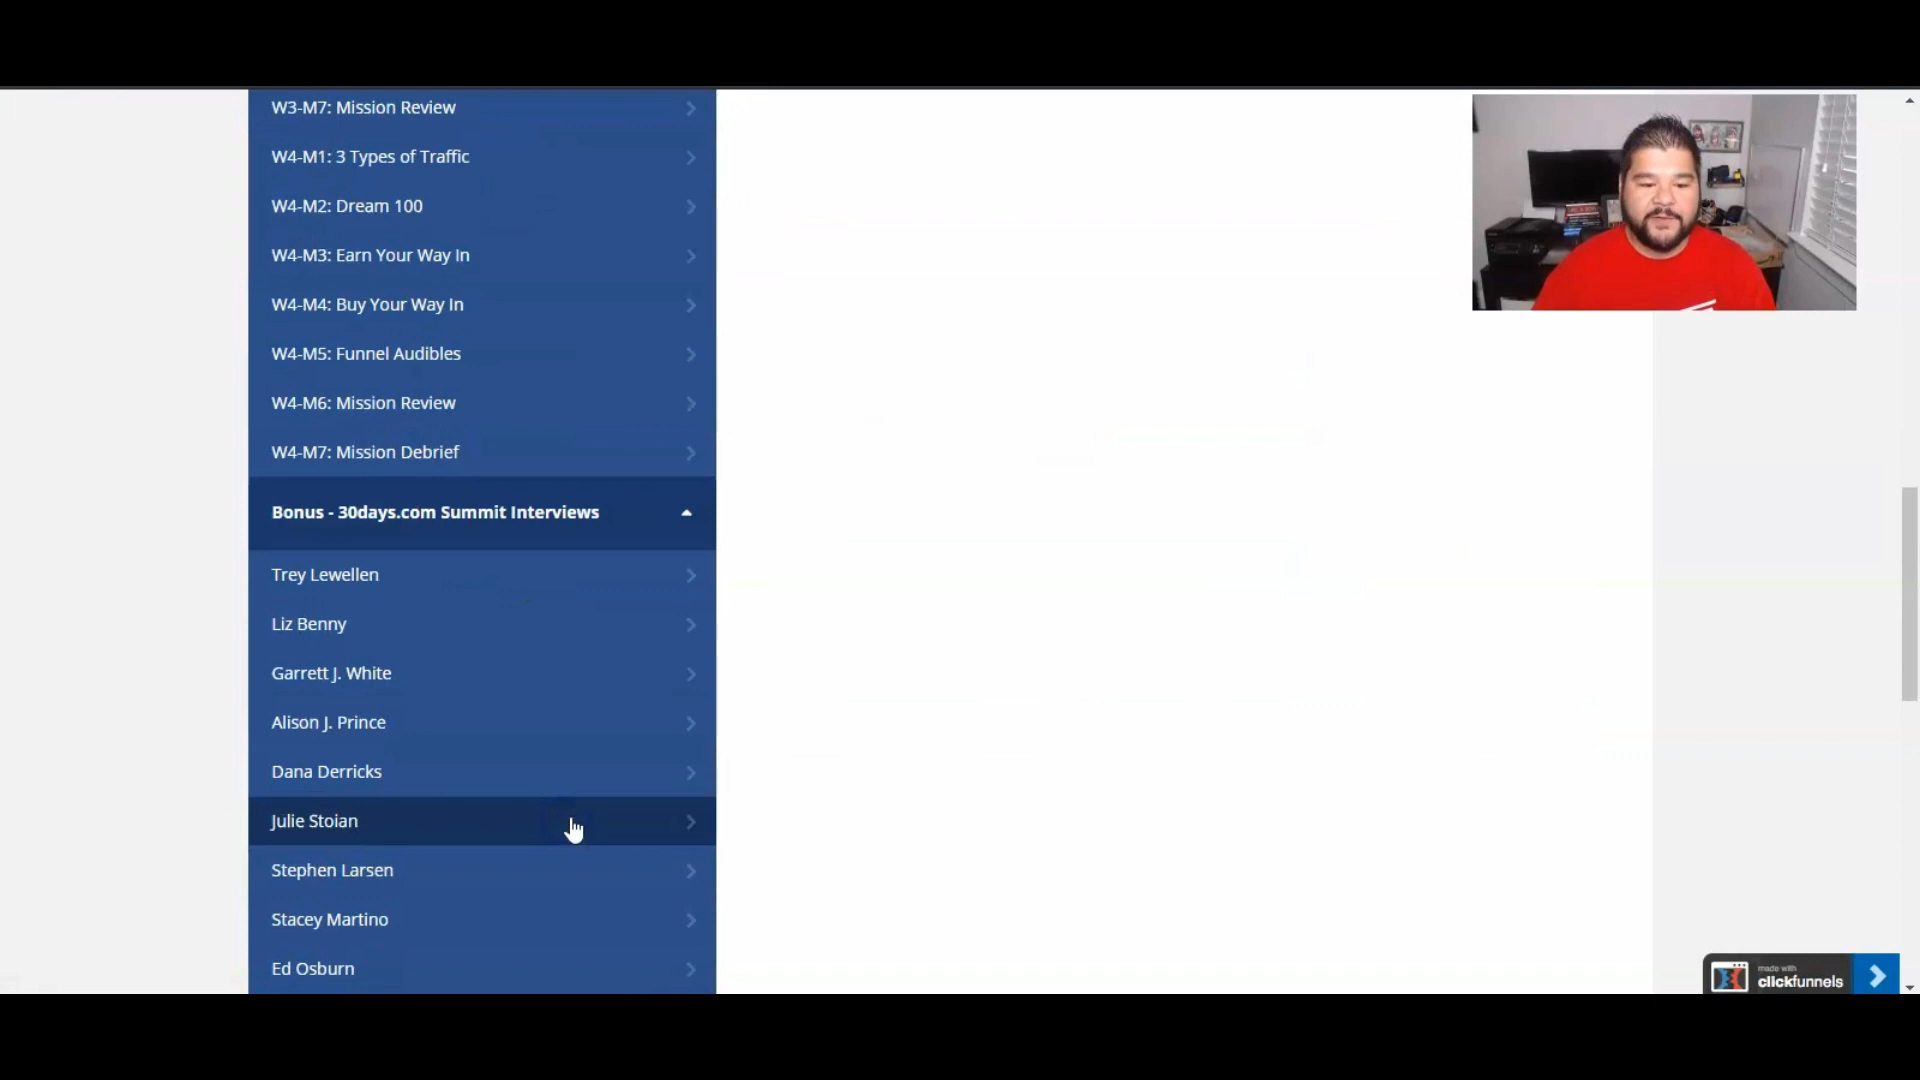 W3-M7: Mission Review
W4-M1: 3 Types of Traffic
W4-M2: Dream 100
W4-M3: Earn Your Way In
W4-M4: Buy Your Way In
W4-M5: Funnel Audibles
W4-M6: Mission Review
W4-M7: Mission Debrief
Bonus - 30days.com Summit Interviews
Trey Lewellen
Liz Benny
Garrett J. White
Alison J. Prince
Dana Derricks
Julie Stoian
Stephen Larsen
Stacey Martino
Ed Osburn
made with
clickfunnels